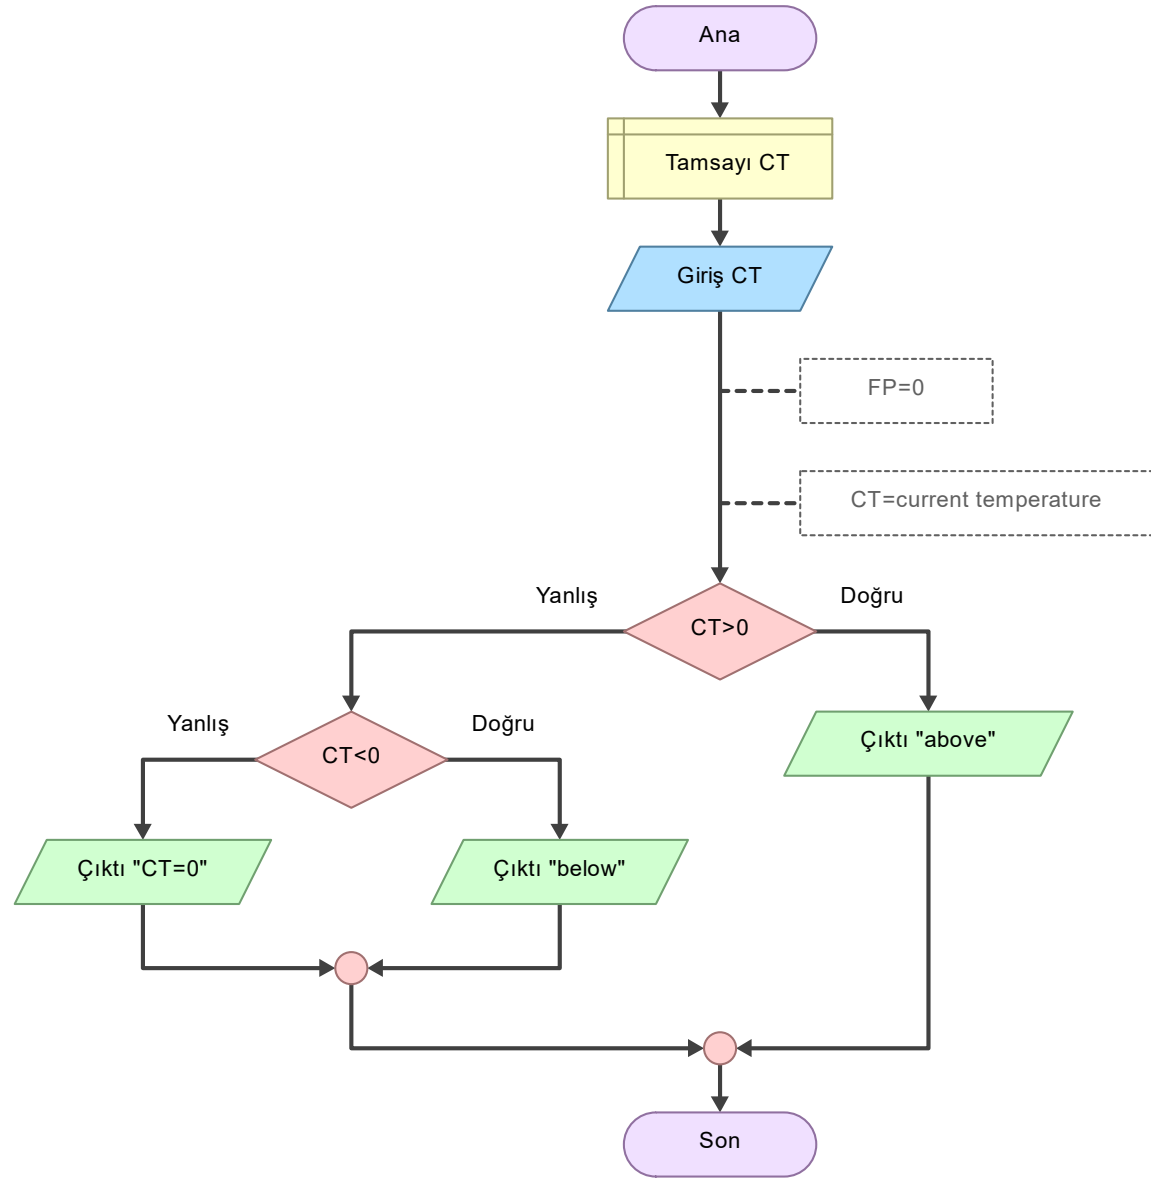 Ana
Tamsayı CT
Giriş CT
FP=0
CT=current temperature
Yanlış
Doğru
CT>0
Yanlış
Doğru
CT<0
Çıktı "above"
Çıktı "CT=0"
Çıktı "below"
Son